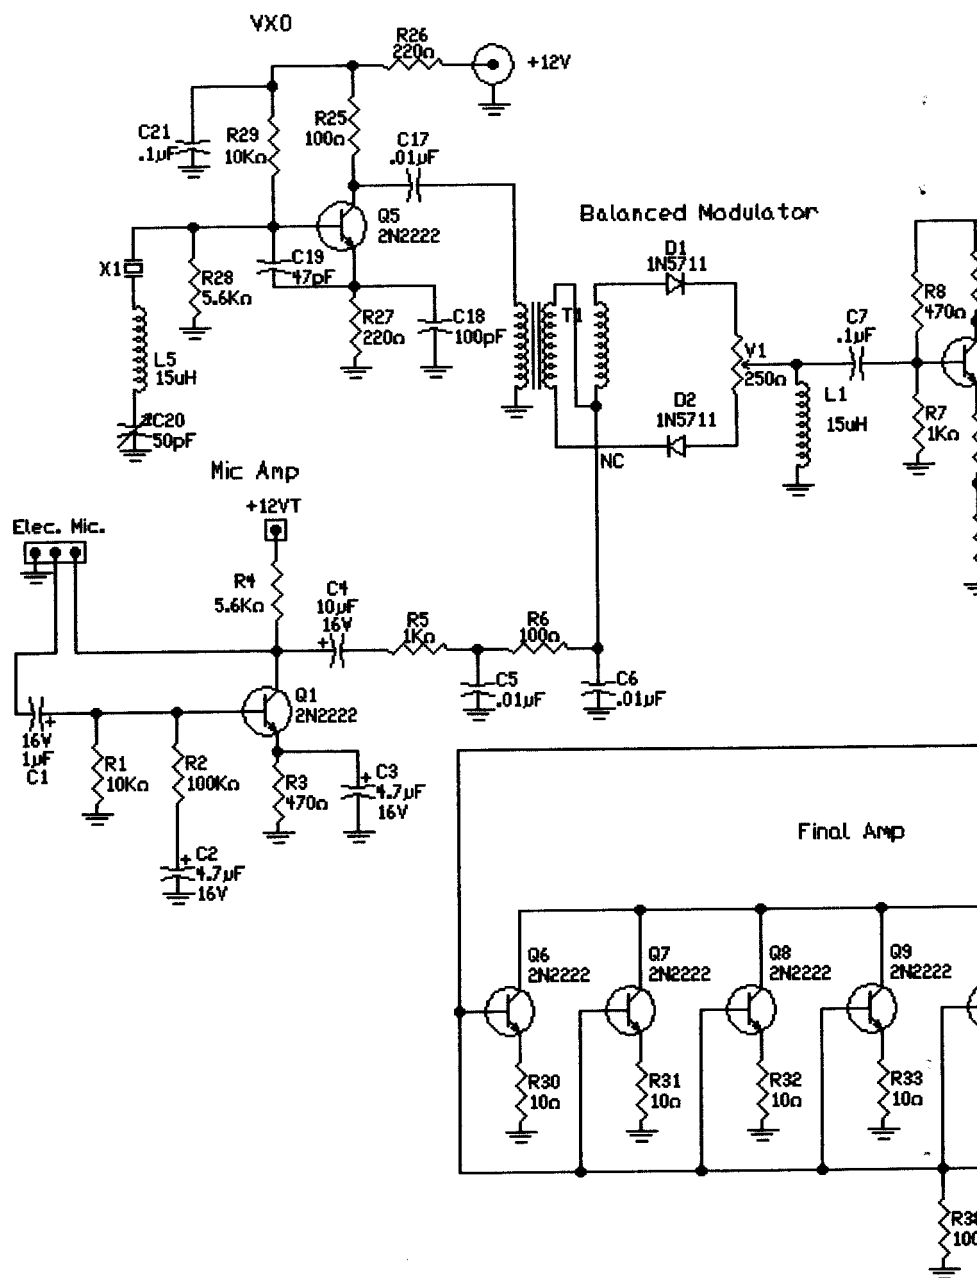 VXO
R26
220Ω
+12V
C21
.1µF
R29
10KΩ
R25
100Ω
C17
.01µF
Q5
2N2222
X1
R28
5.6KΩ
C19
47pF
R27
220Ω
C18
100pF
L5
15uH
C20
50pF
Balanced Modulator
D1
1N5711
T1
V1
250Ω
D2
1N5711
NC
L1
15uH
C7
.1µF
R8
470Ω
R7
1KΩ
Mic Amp
+12VT
Elec. Mic.
R4
5.6KΩ
C4
10µF
16V
R5
1KΩ
R6
100Ω
C5
.01µF
C6
.01µF
Q1
2N2222
+
16V
1µF
C1
R1
10KΩ
R2
100KΩ
R3
470Ω
+ C3
4.7µF
16V
+ C2
4.7µF
16V
Final Amp
Q6
2N2222
Q7
2N2222
Q8
2N2222
Q9
2N2222
R30
10Ω
R31
10Ω
R32
10Ω
R33
10Ω